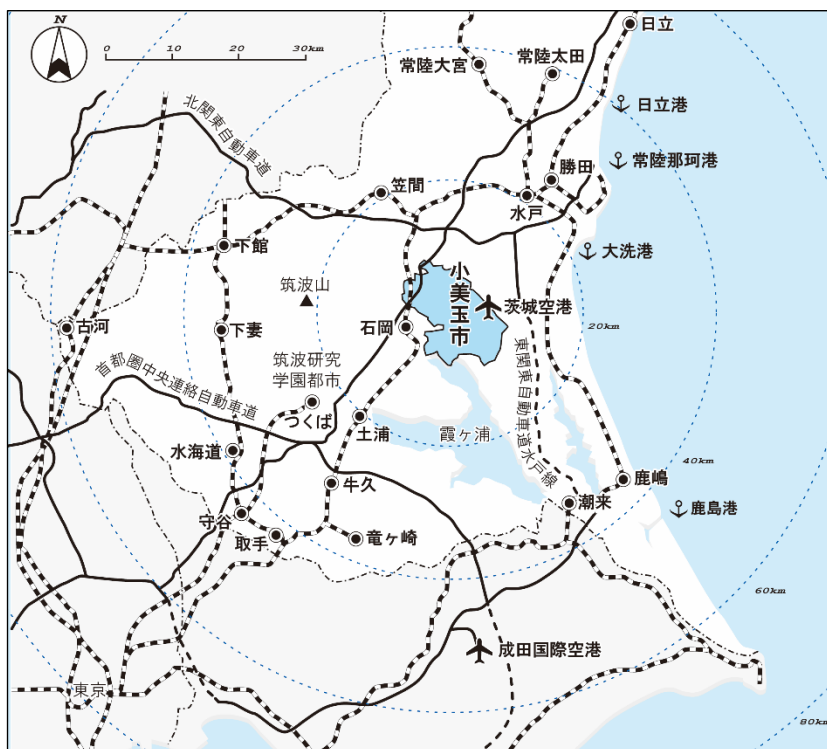 N
0 10 20 30km
日立
常陸大宮
常陸太田
日立港
北関東自動車道
勝田
常陸那珂港
笠間
水戸
下館
大洗港
筑波山
小美玉市
茨城空港
古河
下妻
石岡
20km
筑波研究
学園都市
首都圏中央連絡自動車道
東関東自動車道水戸線
つくば
土浦
霞ヶ浦
水海道
40km
牛久
鹿嶋
潮来
鹿島港
守谷
取手
竜ヶ崎
60km
成田国際空港
東京
80km